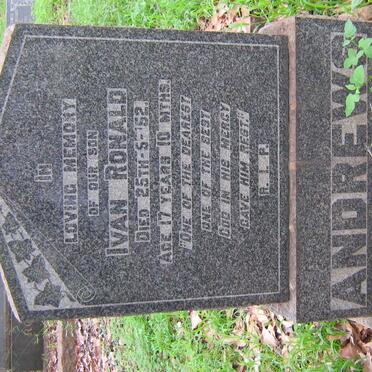 IN
LOVING MEMORY
OF OUR SON
IVAN RONALD
DIED 25TH-5-'52.
AGE 17 YEARS 10 MTHS.
"ONE OF THE DEAREST
ONE OF THE BEST
GOD IN HIS MERCY
GAVE HIM REST"
R.I.P.
ANDREWS